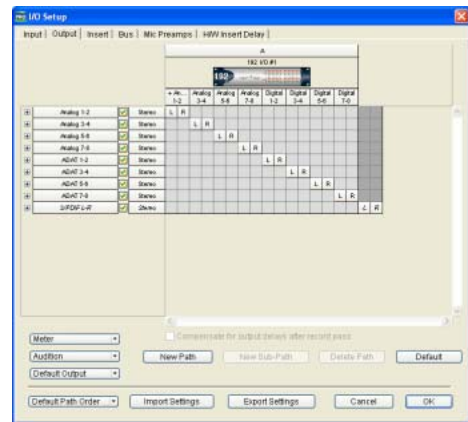 I/O Setup
Input Output Insert Bus Mic Preamps H/W Insert Delay
A
192 I/O #1
192
Analog 1-2 Analog 3-4 Analog 5-6 Analog 7-8 Digital 1-2 Digital 3-4 Digital 5-6 Digital 7-8
Analog 1-2 Stereo L R
Analog 3-4 Stereo L R
Analog 5-6 Stereo L R
Analog 7-8 Stereo L R
ADAT 1-2 Stereo L R
ADAT 3-4 Stereo L R
ADAT 5-6 Stereo L R
ADAT 7-8 Stereo L R
S/PDIF L-R Stereo L R
Compensate for output delays after record pass
Meter
Audition New Path New Sub-Path Delete Path Default
Default Output
Default Path Order Import Settings Export Settings Cancel OK